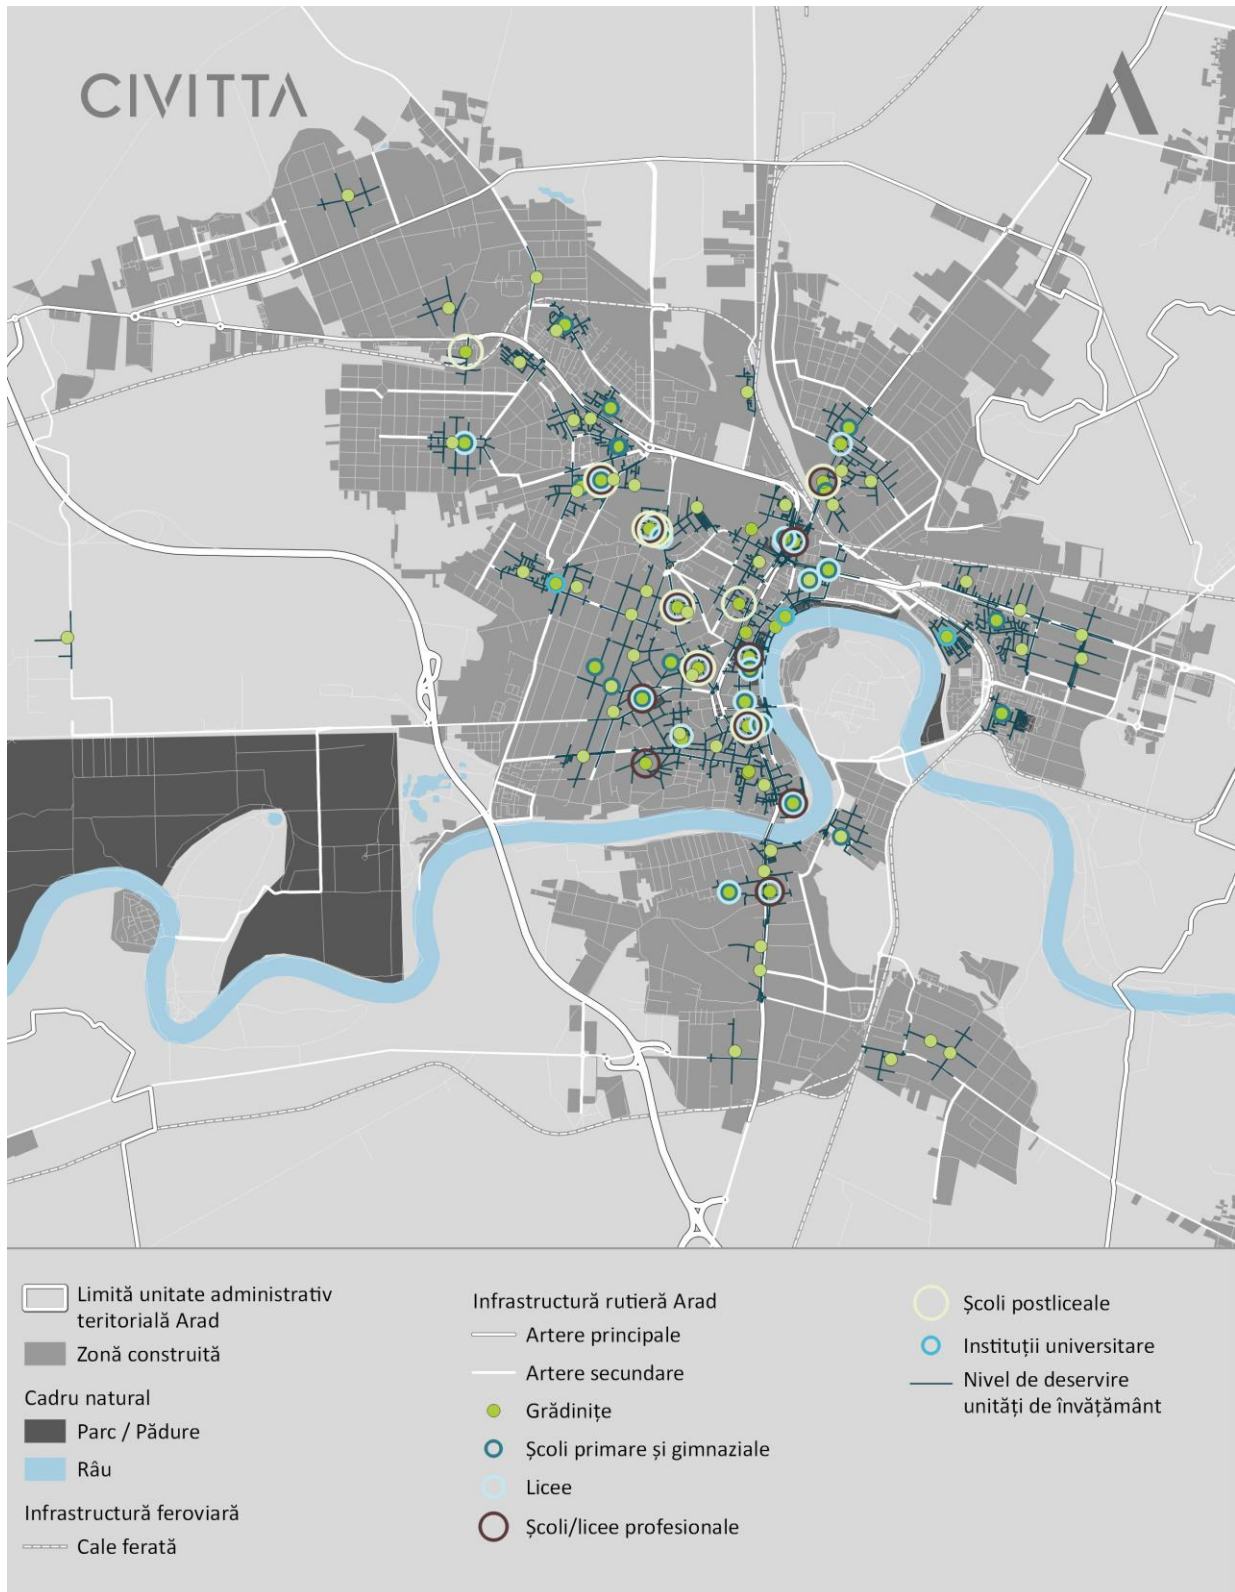 CIVITTA
Limită unitate administrativ
teritorială Arad
Zonă construită
Cadru natural
Parc / Pădure
Râu
Infrastructură feroviară
Cale ferată
Infrastructură rutieră Arad
Artere principale
Artere secundare
Grădinițe
Școli primare și gimnaziale
Licee
Școli/licee profesionale
Școli postliceale
Instituții universitare
Nivel de deservire
unități de învățământ